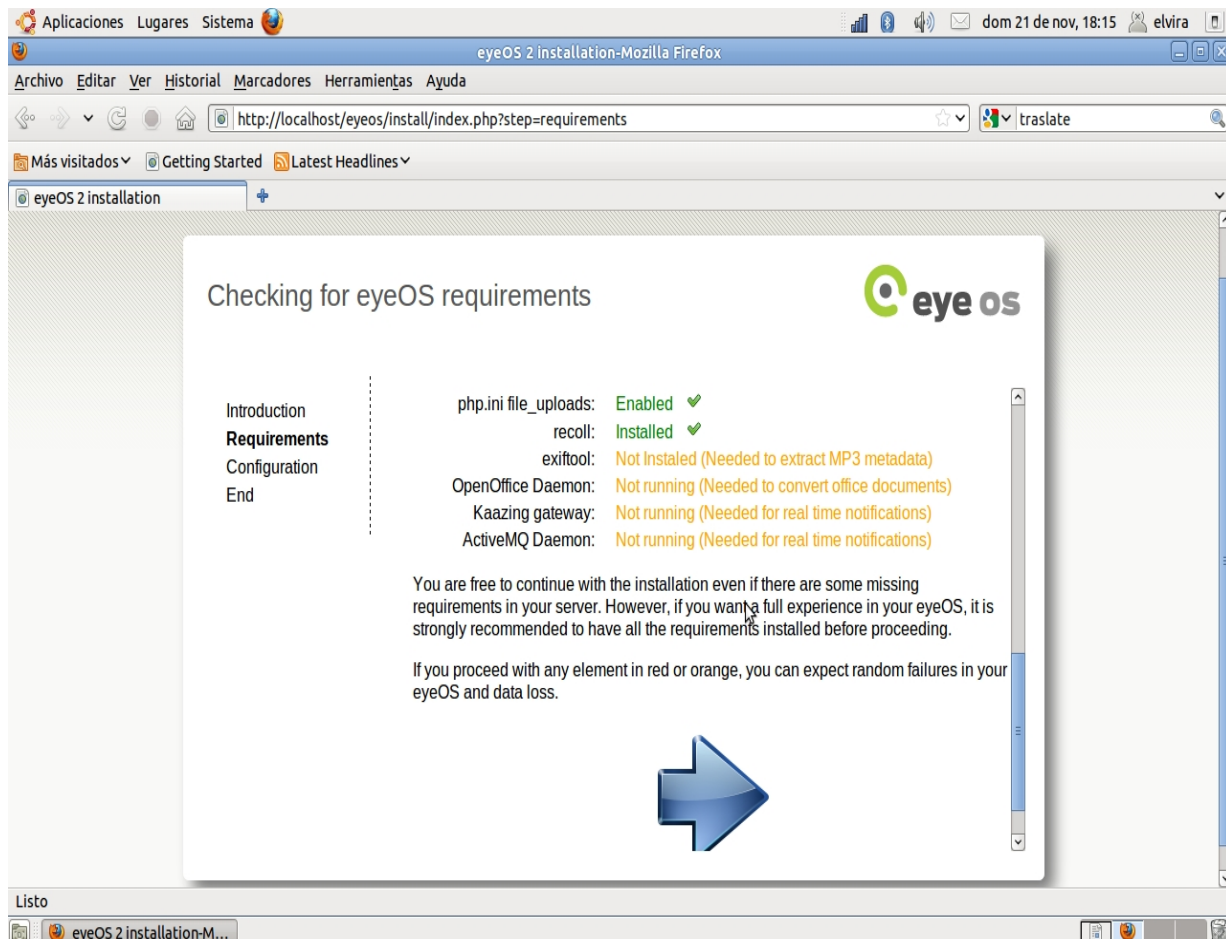 Aplicaciones Lugares Sistema
dom 21 de nov, 18:15 elvira
eyeOS 2 installation-Mozilla Firefox
Archivo Editar Ver Historial Marcadores Herramientas Ayuda
http://localhost/eyeos/install/index.php?step=requirements
traslate
Más visitados Getting Started Latest Headlines
eyeOS 2 installation
Checking for eyeOS requirements
eye os
Introduction
Requirements
Configuration
End
php.ini file_uploads: Enabled
recoll: Installed
exiftool: Not Instaled (Needed to extract MP3 metadata)
OpenOffice Daemon: Not running (Needed to convert office documents)
Kaazing gateway: Not running (Needed for real time notifications)
ActiveMQ Daemon: Not running (Needed for real time notifications)
You are free to continue with the installation even if there are some missing
requirements in your server. However, if you want a full experience in your eyeOS, it is
strongly recommended to have all the requirements installed before proceeding.
If you proceed with any element in red or orange, you can expect random failures in your
eyeOS and data loss.
Listo
eyeOS 2 installation-M...